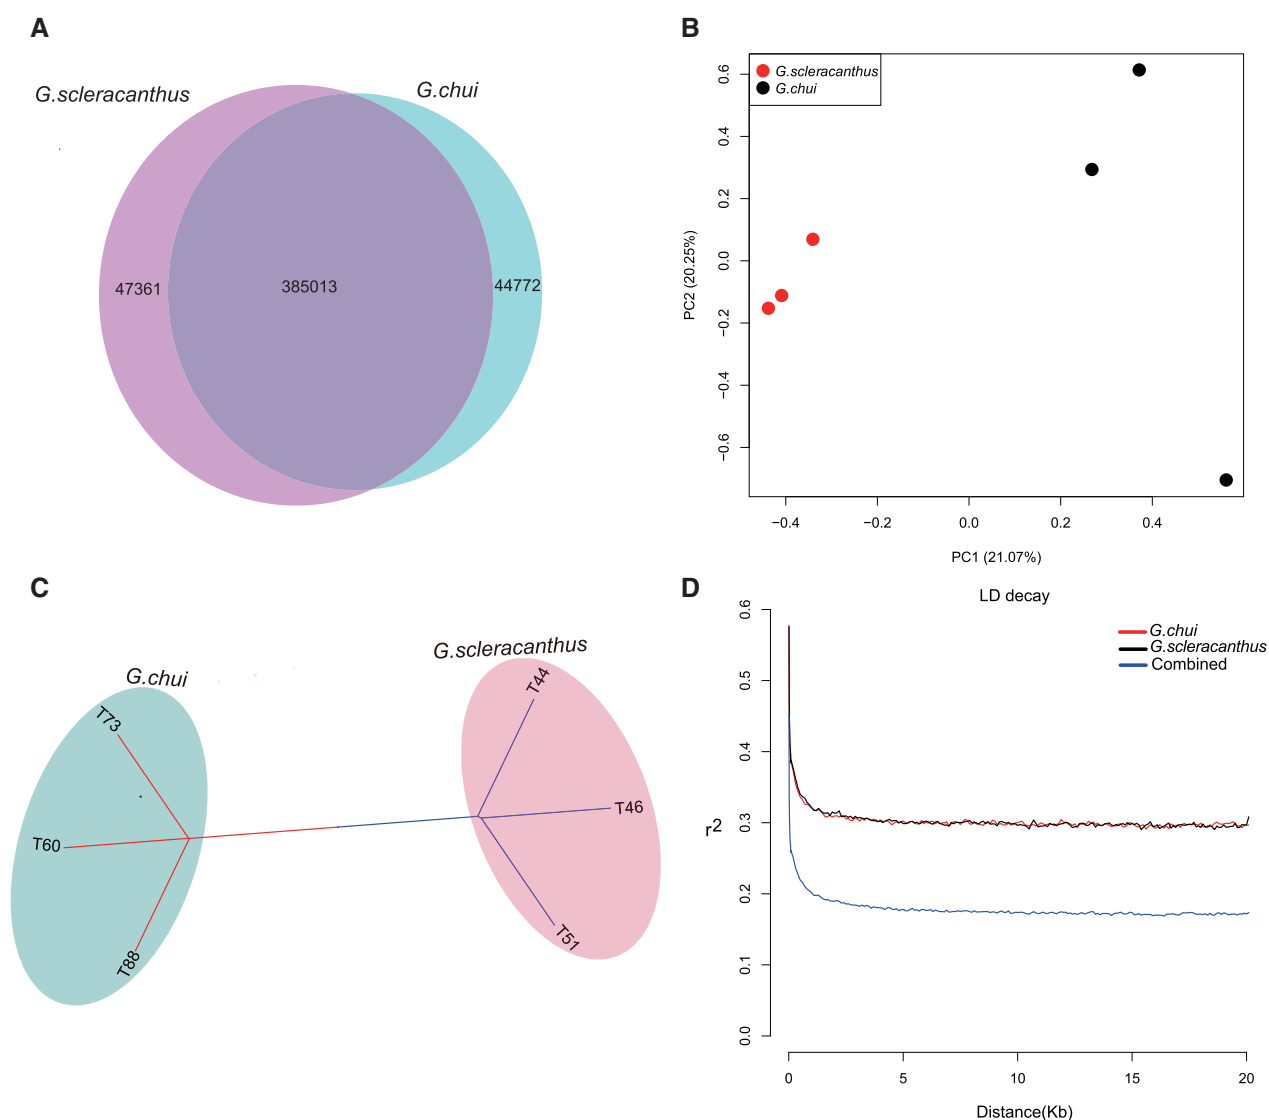 A
G.scleracanthus
G.chui
47361
385013
44772
B
G.scleracanthus
G.chui
0.6
0.4
0.2
0.0
−0.2
−0.4
−0.6
PC2 (20.25%)
−0.4
−0.2
0.0
0.2
0.4
PC1 (21.07%)
C
G.chui
G.scleracanthus
T73
T60
T88
T44
T46
T51
D
LD decay
G.chui
G.scleracanthus
Combined
0.6
0.5
0.4
0.3
0.2
0.1
0.0
r2
0
5
10
15
20
Distance(Kb)